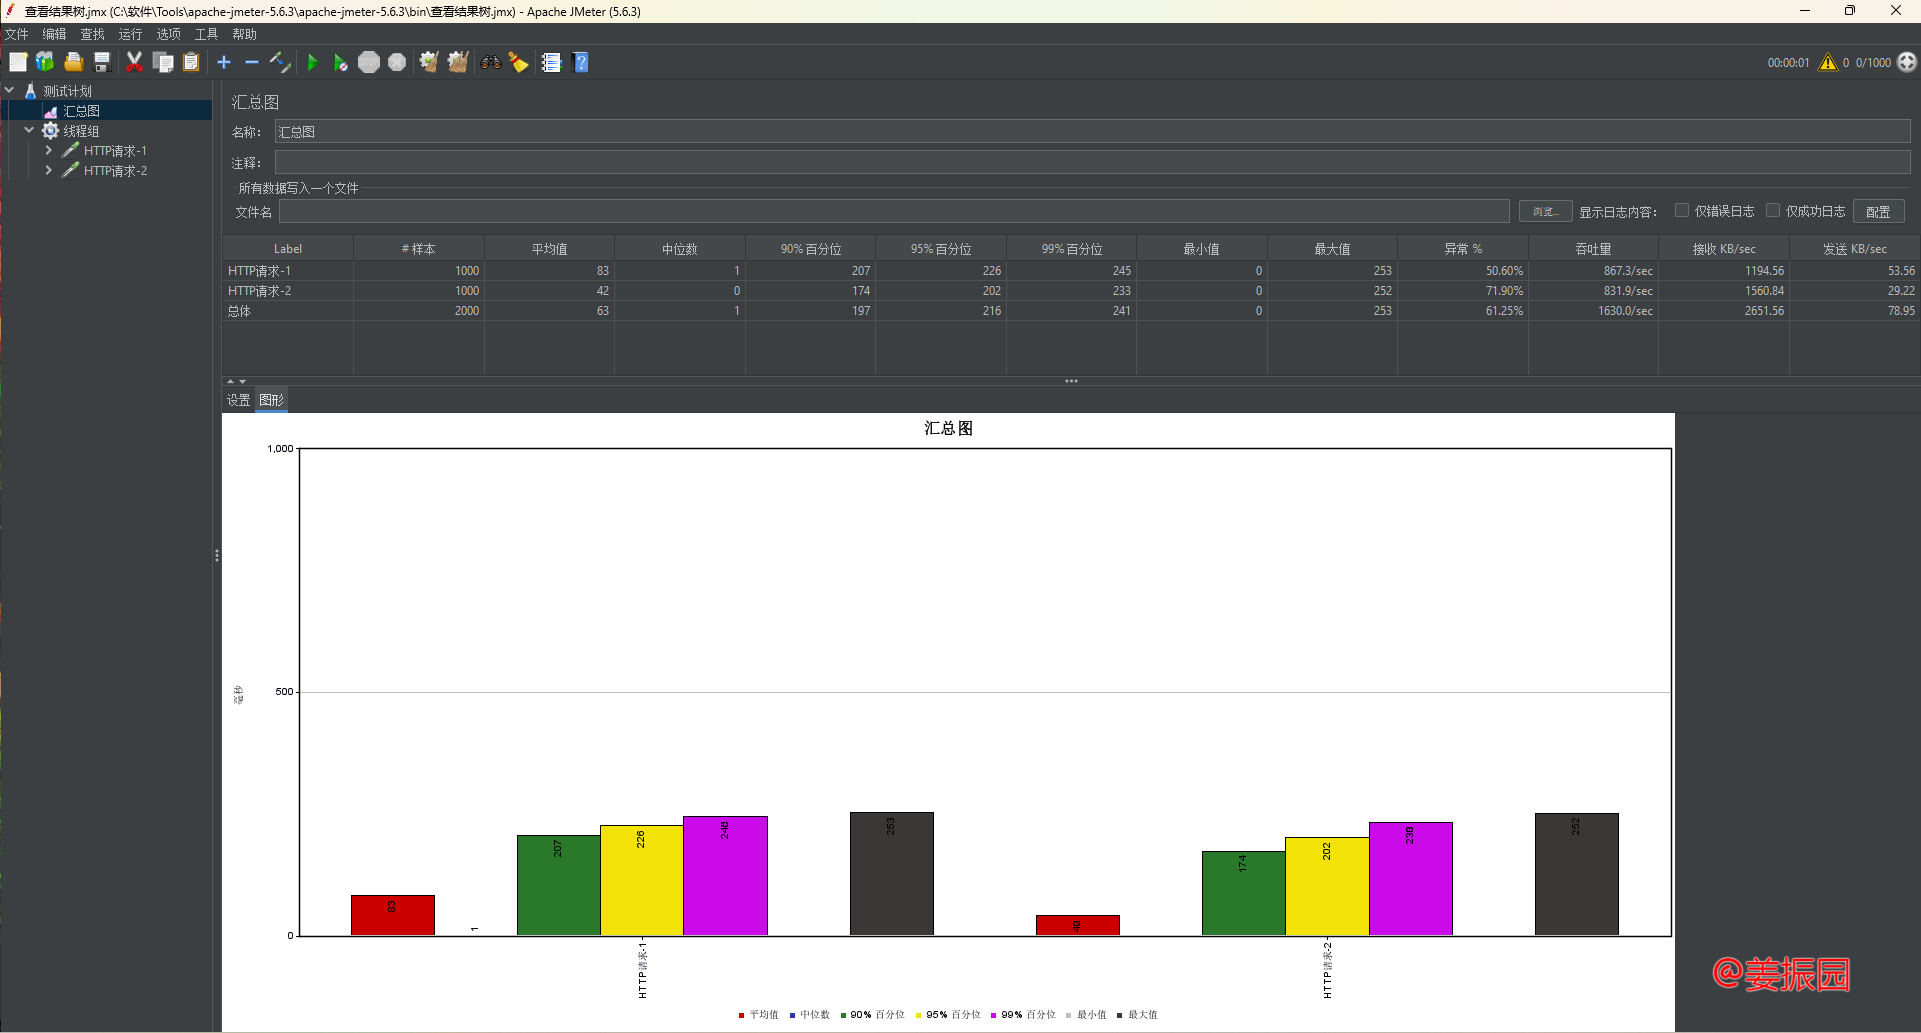 查看结果树.jmx (C:\软件\Tools\apache-jmeter-5.6.3\apache-jmeter-5.6.3\bin\查看结果树.jmx) - Apache JMeter (5.6.3)
文件 编辑 查找 运行 选项 工具 帮助
00:00:01 0 0/1000
测试计划
汇总图
线程组
HTTP请求-1
HTTP请求-2
汇总图
名称： 汇总图
注释：
所有数据写入一个文件
文件名 浏览... 显示日志内容： 仅错误日志 仅成功日志 配置
Label # 样本 平均值 中位数 90% 百分位 95% 百分位 99% 百分位 最小值 最大值 异常 % 吞吐量 接收 KB/sec 发送 KB/sec
HTTP请求-1 1000 83 1 207 226 245 0 253 50.60% 867.3/sec 1194.56 53.56
HTTP请求-2 1000 42 0 174 202 233 0 252 71.90% 831.9/sec 1560.84 29.22
总体 2000 63 1 197 216 241 0 253 61.25% 1630.0/sec 2651.56 78.95
设置 图形
汇总图
1,000
500
0
毫秒
83 1 207 226 245 253 42 174 202 233 252
HTTP请求-1 HTTP请求-2
平均值 中位数 90% 百分位 95% 百分位 99% 百分位 最小值 最大值
@姜振园